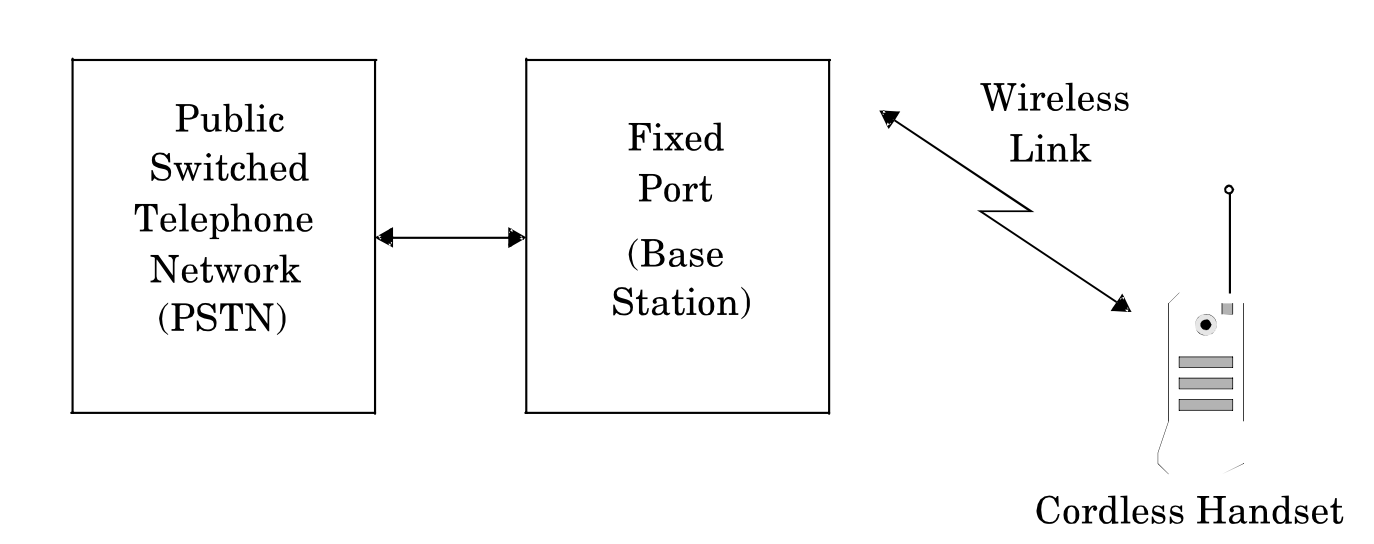 Public
Switched
Telephone
Network
(PSTN)
Fixed
Port
(Base
Station)
Wireless
Link
Cordless Handset